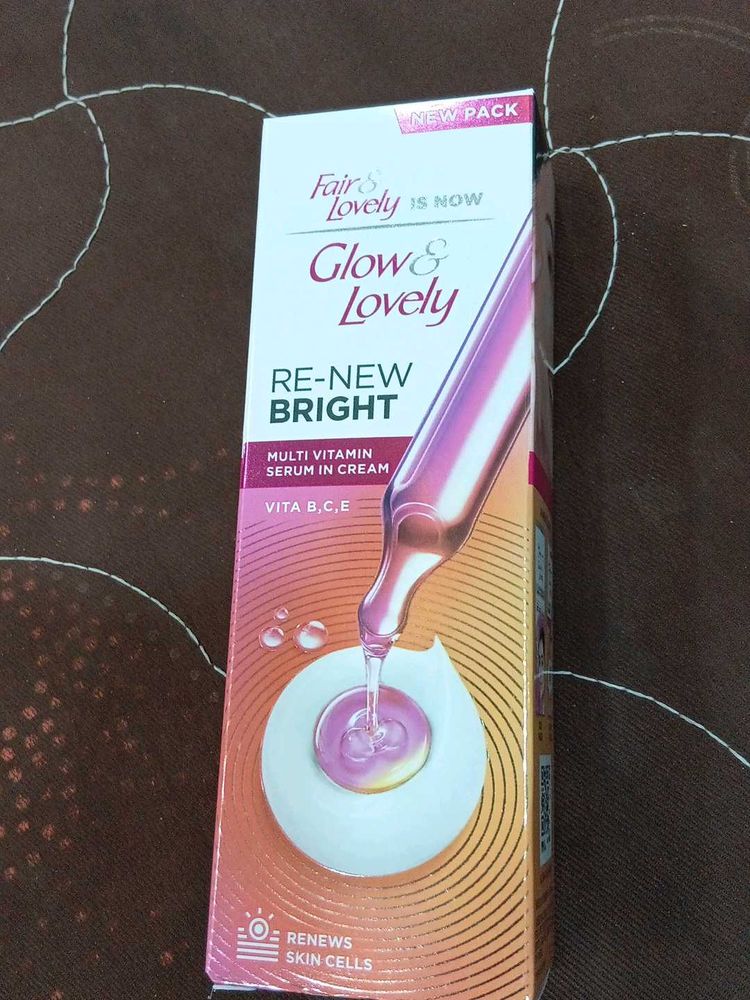 NEW PACK
Fair &
Lovely IS NOW
Glow &
Lovely
RE-NEW
BRIGHT
MULTI VITAMIN
SERUM IN CREAM
VITA B,C,E
RENEWS
SKIN CELLS